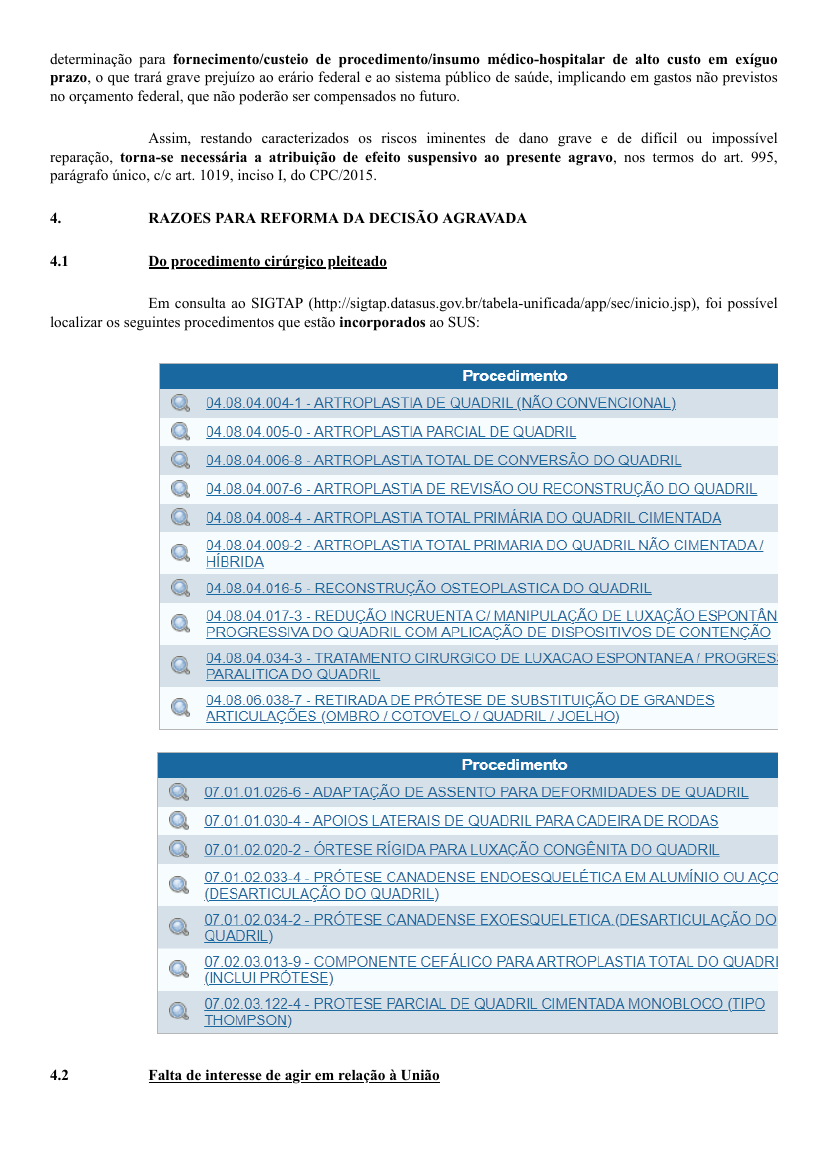 determinação para fornecimento/custeio de procedimento/insumo médico-hospitalar de alto custo em exíguo
prazo, o que trará grave prejuízo ao erário federal e ao sistema público de saúde, implicando em gastos não previstos
no orçamento federal, que não poderão ser compensados no futuro.
Assim, restando caracterizados os riscos iminentes de dano grave e de difícil ou impossível
reparação, torna-se necessária a atribuição de efeito suspensivo ao presente agravo, nos termos do art. 995,
parágrafo único, c/c art. 1019, inciso I, do CPC/2015.
4. RAZOES PARA REFORMA DA DECISÃO AGRAVADA
4.1 Do procedimento cirúrgico pleiteado
Em consulta ao SIGTAP (http://sigtap.datasus.gov.br/tabela-unificada/app/sec/inicio.jsp), foi possível
localizar os seguintes procedimentos que estão incorporados ao SUS:
Procedimento
04.08.04.004-1 - ARTROPLASTIA DE QUADRIL (NÃO CONVENCIONAL)
04.08.04.005-0 - ARTROPLASTIA PARCIAL DE QUADRIL
04.08.04.006-8 - ARTROPLASTIA TOTAL DE CONVERSÃO DO QUADRIL
04.08.04.007-6 - ARTROPLASTIA DE REVISÃO OU RECONSTRUÇÃO DO QUADRIL
04.08.04.008-4 - ARTROPLASTIA TOTAL PRIMÁRIA DO QUADRIL CIMENTADA
04.08.04.009-2 - ARTROPLASTIA TOTAL PRIMARIA DO QUADRIL NÃO CIMENTADA /
HÍBRIDA
04.08.04.016-5 - RECONSTRUÇÃO OSTEOPLASTICA DO QUADRIL
04.08.04.017-3 - REDUÇÃO INCRUENTA C/ MANIPULAÇÃO DE LUXAÇÃO ESPONTÂN
PROGRESSIVA DO QUADRIL COM APLICAÇÃO DE DISPOSITIVOS DE CONTENÇÃO
04.08.04.034-3 - TRATAMENTO CIRURGICO DE LUXACAO ESPONTANEA / PROGRES
PARALITICA DO QUADRIL
04.08.06.038-7 - RETIRADA DE PRÓTESE DE SUBSTITUIÇÃO DE GRANDES
ARTICULAÇÕES (OMBRO / COTOVELO / QUADRIL / JOELHO)
Procedimento
07.01.01.026-6 - ADAPTAÇÃO DE ASSENTO PARA DEFORMIDADES DE QUADRIL
07.01.01.030-4 - APOIOS LATERAIS DE QUADRIL PARA CADEIRA DE RODAS
07.01.02.020-2 - ÓRTESE RÍGIDA PARA LUXAÇÃO CONGÊNITA DO QUADRIL
07.01.02.033-4 - PRÓTESE CANADENSE ENDOESQUELÉTICA EM ALUMÍNIO OU AÇO
(DESARTICULAÇÃO DO QUADRIL)
07.01.02.034-2 - PRÓTESE CANADENSE EXOESQUELETICA.(DESARTICULAÇÃO DO
QUADRIL)
07.02.03.013-9 - COMPONENTE CEFÁLICO PARA ARTROPLASTIA TOTAL DO QUADRI
(INCLUI PRÓTESE)
07.02.03.122-4 - PROTESE PARCIAL DE QUADRIL CIMENTADA MONOBLOCO (TIPO
THOMPSON)
4.2 Falta de interesse de agir em relação à União